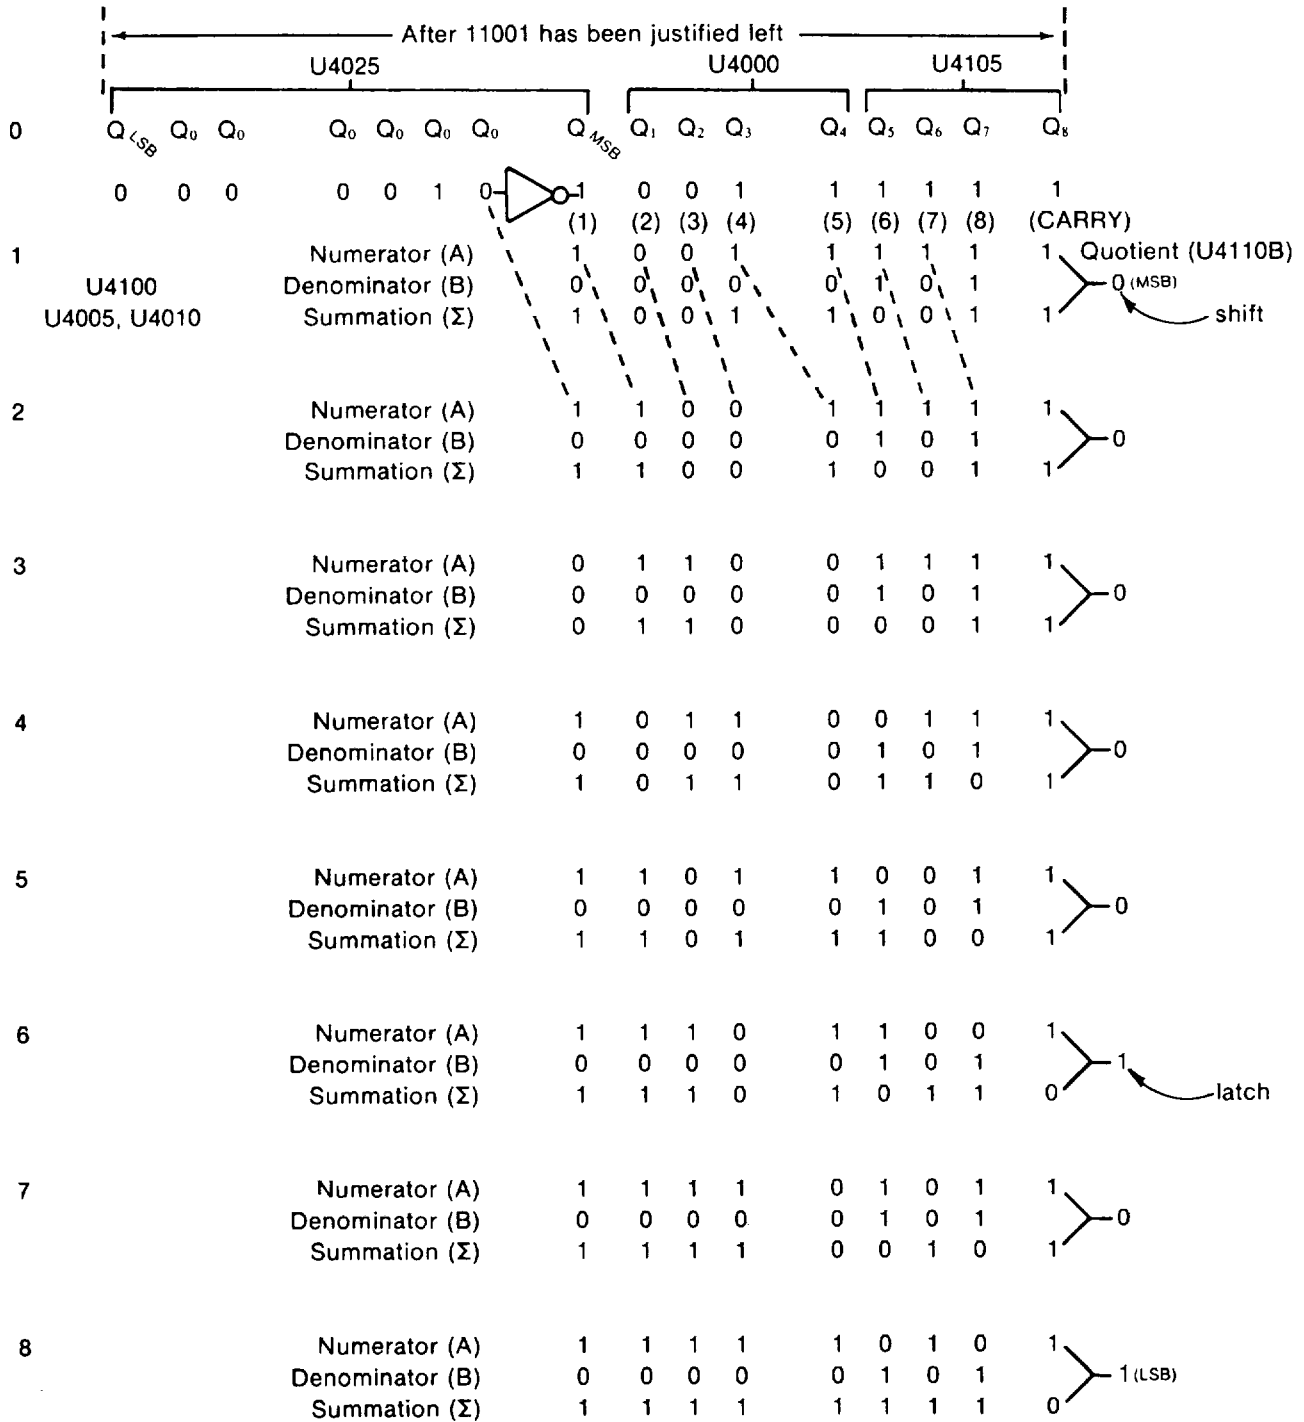 After 11001 has been justified left
U4025 U4000 U4105
0 Q LSB Q₀ Q₀ Q₀ Q₀ Q₀ Q₀ Q MSB Q₁ Q₂ Q₃ Q₄ Q₅ Q₆ Q₇ Q₈
0 0 0 0 0 1 0 1 0 0 1 1 1 1 1 1
(1) (2) (3) (4) (5) (6) (7) (8) (CARRY)
1 Numerator (A) 1 0 0 1 1 1 1 1 1 Quotient (U4110B)
U4100 Denominator (B) 0 0 0 0 0 1 0 1 0 (MSB)
U4005, U4010 Summation (Σ) 1 0 0 1 1 0 0 1 1 shift
2 Numerator (A) 1 1 0 0 1 1 1 1 1
Denominator (B) 0 0 0 0 0 1 0 1 0
Summation (Σ) 1 1 0 0 1 0 0 1 1
3 Numerator (A) 0 1 1 0 0 1 1 1 1
Denominator (B) 0 0 0 0 0 1 0 1 0
Summation (Σ) 0 1 1 0 0 0 0 1 1
4 Numerator (A) 1 0 1 1 0 0 1 1 1
Denominator (B) 0 0 0 0 0 1 0 1 0
Summation (Σ) 1 0 1 1 0 1 1 0 1
5 Numerator (A) 1 1 0 1 1 0 0 1 1
Denominator (B) 0 0 0 0 0 1 0 1 0
Summation (Σ) 1 1 0 1 1 1 0 0 1
6 Numerator (A) 1 1 1 0 1 1 0 0 1
Denominator (B) 0 0 0 0 0 1 0 1 1
Summation (Σ) 1 1 1 0 1 0 1 1 0 latch
7 Numerator (A) 1 1 1 1 0 1 0 1 1
Denominator (B) 0 0 0 0 0 1 0 1 0
Summation (Σ) 1 1 1 1 0 0 1 0 1
8 Numerator (A) 1 1 1 1 1 0 1 0 1
Denominator (B) 0 0 0 0 0 1 0 1 1 (LSB)
Summation (Σ) 1 1 1 1 1 1 1 1 0